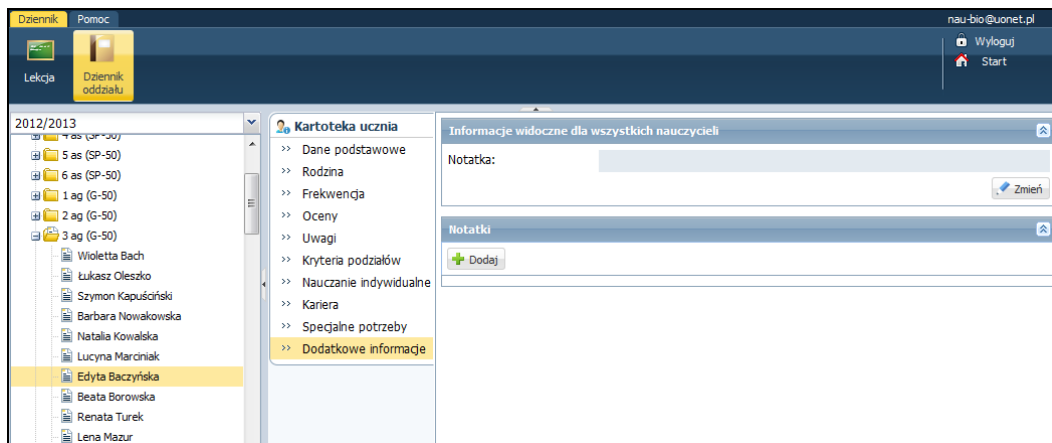 Dziennik Pomoc
nau-bio@uonet.pl
Lekcja
Dziennik
oddziału
Wyloguj
Start
2012/2013
4 as (SP-50)
5 as (SP-50)
6 as (SP-50)
1 ag (G-50)
2 ag (G-50)
3 ag (G-50)
Wioletta Bach
Łukasz Oleszko
Szymon Kapuściński
Barbara Nowakowska
Natalia Kowalska
Lucyna Marciniak
Edyta Baczyńska
Beata Borowska
Renata Turek
Lena Mazur
Kartoteka ucznia
Dane podstawowe
Rodzina
Frekwencja
Oceny
Uwagi
Kryteria podziałów
Nauczanie indywidualne
Kariera
Specjalne potrzeby
Dodatkowe informacje
Informacje widoczne dla wszystkich nauczycieli
Notatka:
Zmień
Notatki
Dodaj